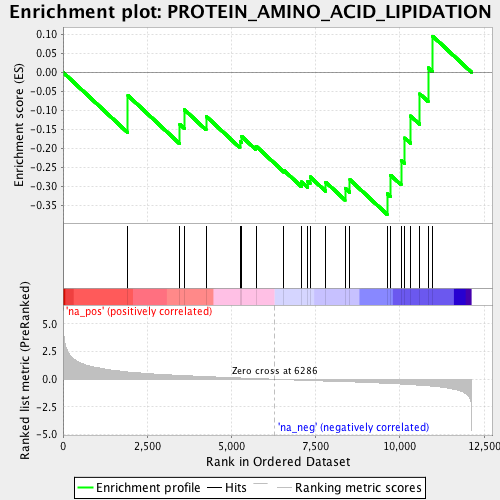 Enrichment plot: PROTEIN_AMINO_ACID_LIPIDATION
Enrichment score (ES)
0.10
0.05
0.00
-0.05
-0.10
-0.15
-0.20
-0.25
-0.30
-0.35
'na_pos' (positively correlated)
Ranked list metric (PreRanked)
5.0
2.5
0.0
-2.5
-5.0
Zero cross at 6286
'na_neg' (negatively correlated)
0
2,500
5,000
7,500
10,000
12,500
Rank in Ordered Dataset
Enrichment profile
Hits
Ranking metric scores